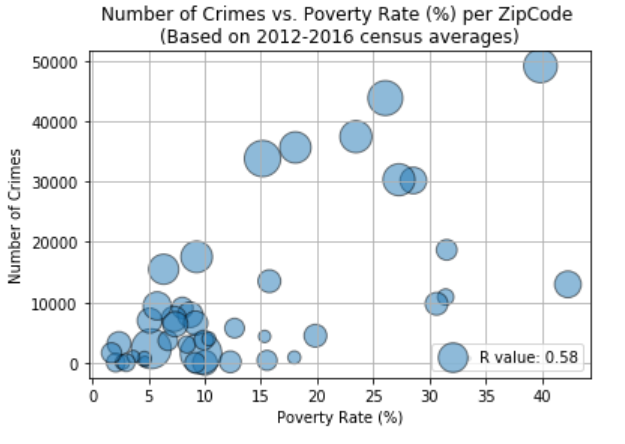 Number of Crimes vs. Poverty Rate (%) per ZipCode
(Based on 2012-2016 census averages)
50000
40000
30000
20000
10000
0
Number of Crimes
0 5 10 15 20 25 30 35 40
Poverty Rate (%)
R value: 0.58